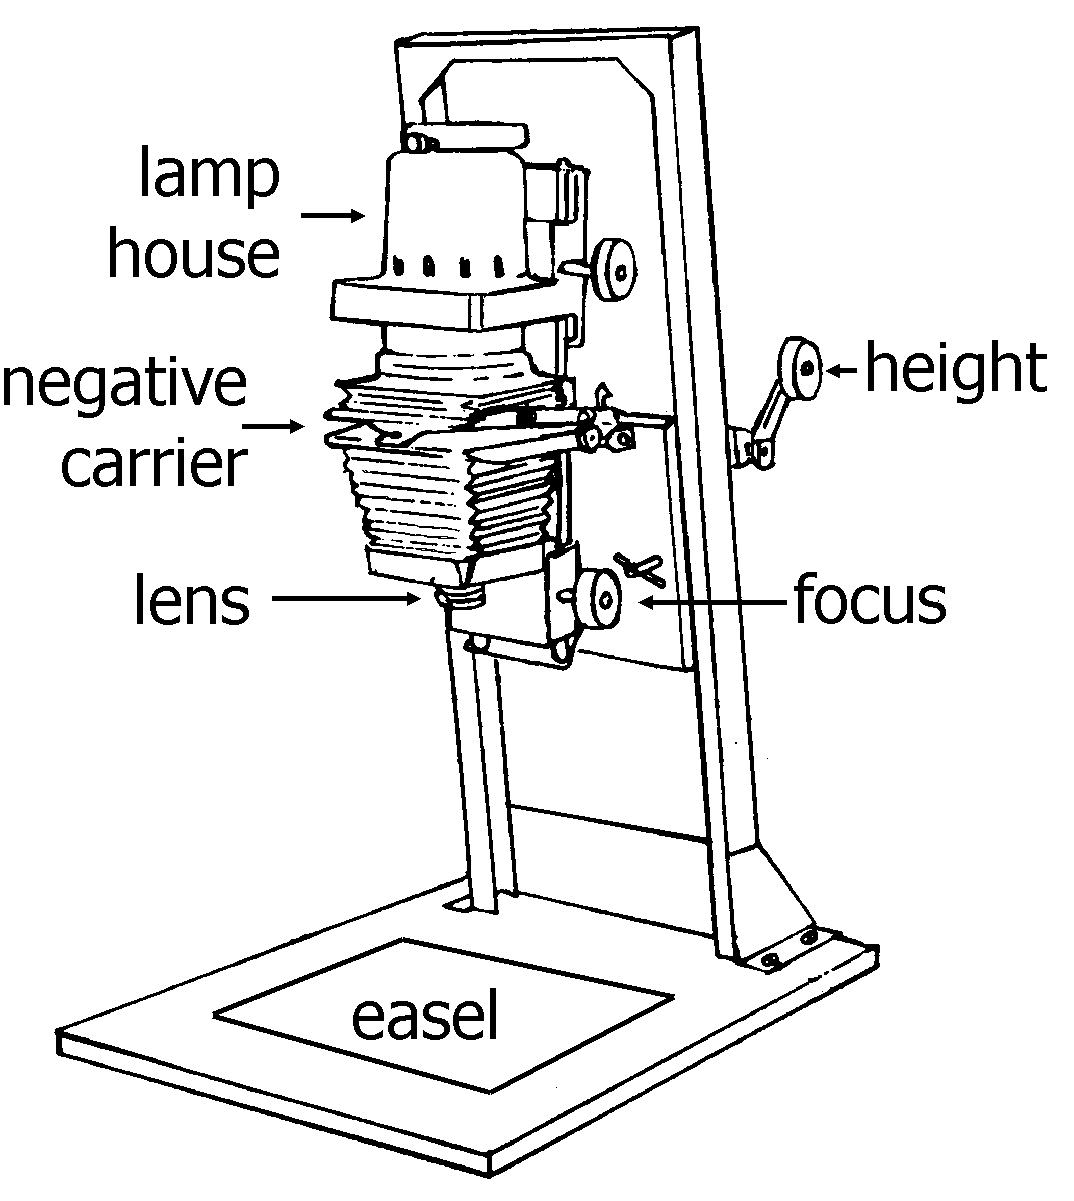 lamp
house
negative
carrier
height
lens
focus
easel